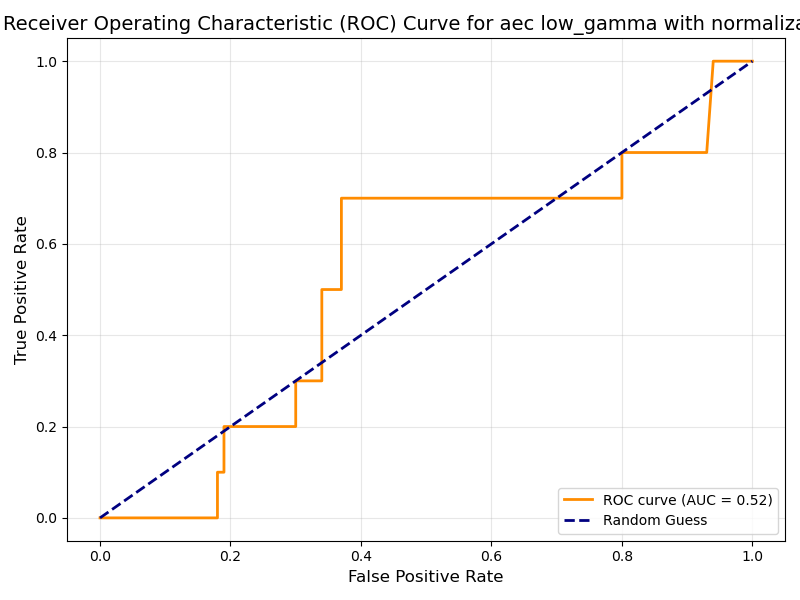 Receiver Operating Characteristic (ROC) Curve for aec low_gamma with normaliza
1.0
0.8
0.6
0.4
0.2
0.0
True Positive Rate
ROC curve (AUC = 0.52)
Random Guess
0.0 0.2 0.4 0.6 0.8 1.0
False Positive Rate